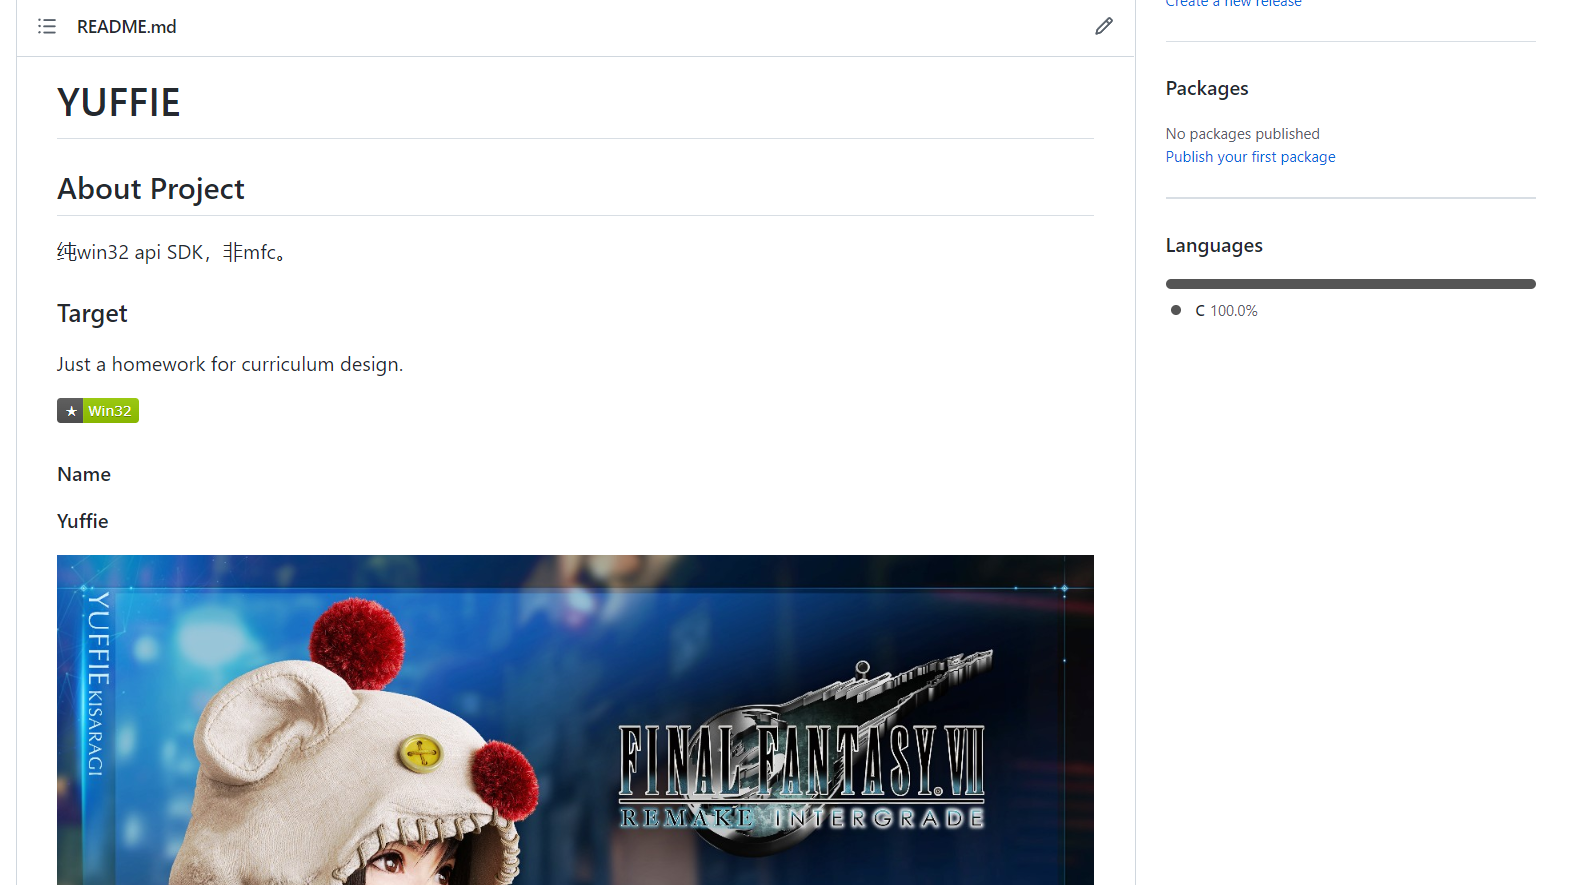 README.md
YUFFIE
About Project
纯win32 api SDK，非mfc。
Target
Just a homework for curriculum design.
★ Win32
Name
Yuffie
YUFFIE KISARAGI
FINAL FANTASY. VII
REMAKE INTERGRADE
Create a new release
Packages
No packages published
Publish your first package
Languages
C 100.0%